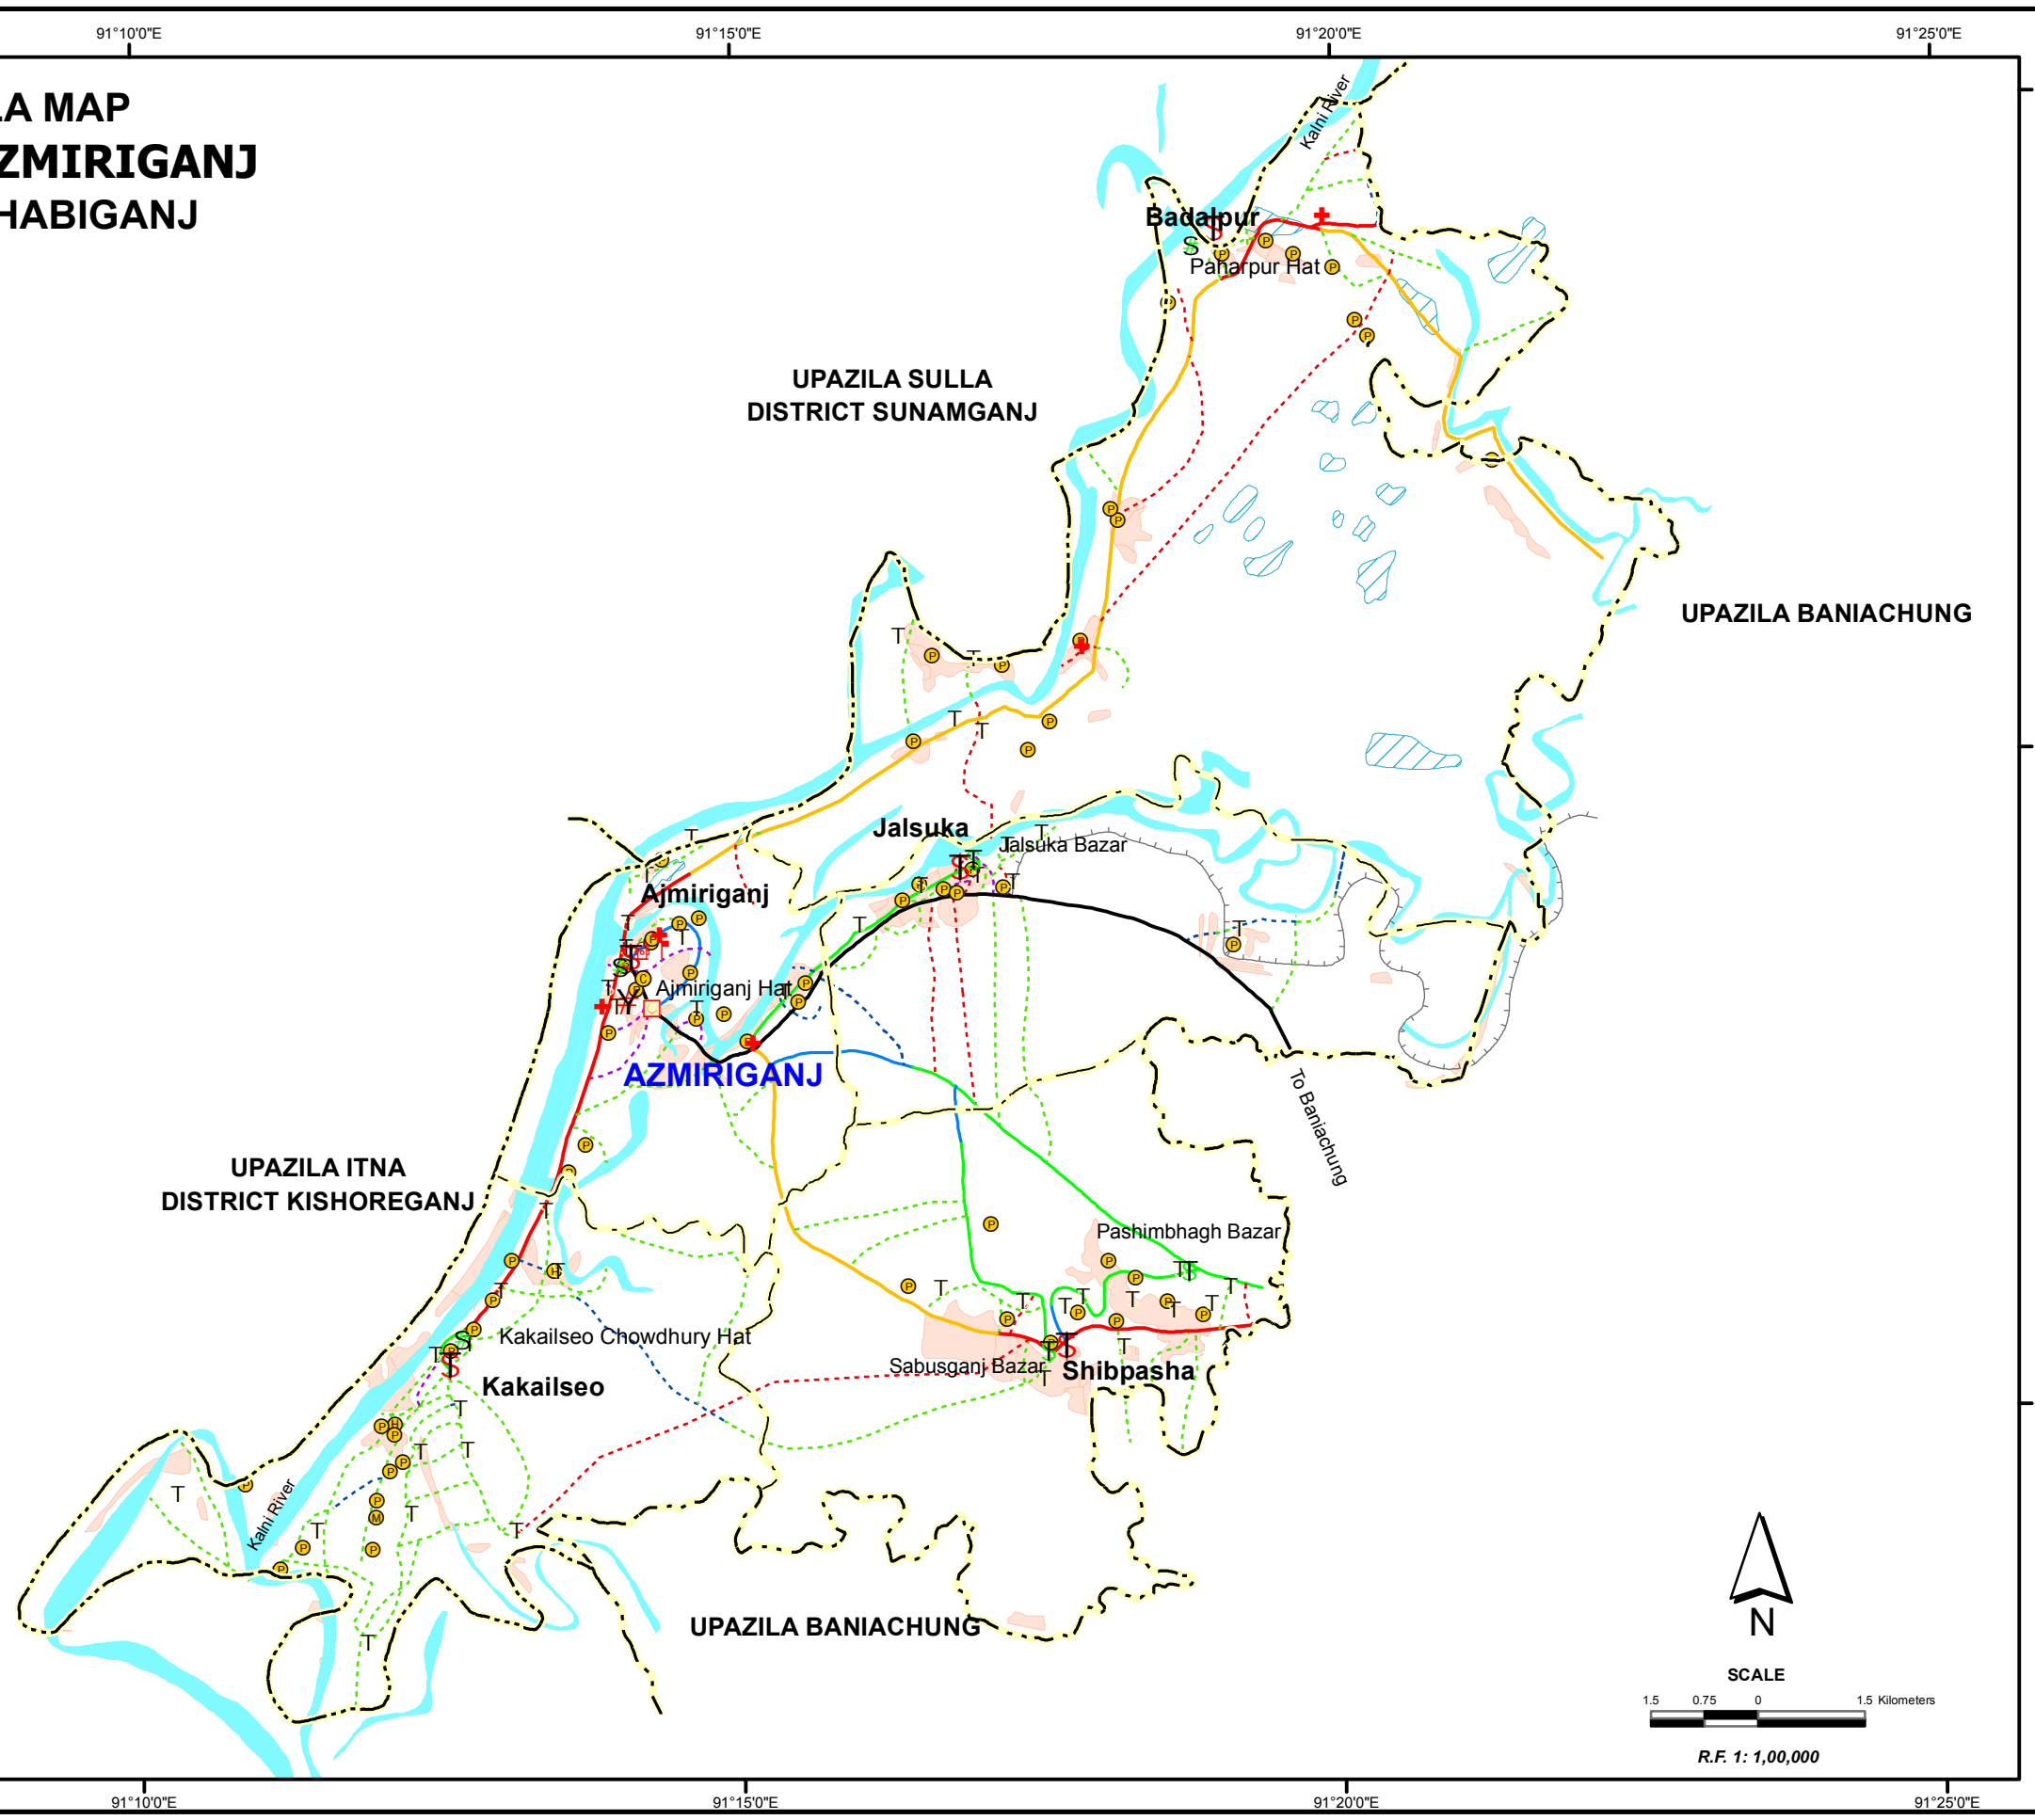 91°10'0"E
91°15'0"E
91°20'0"E
91°25'0"E
LA MAP
ZMIRIGANJ
HABIGANJ
Kalni River
Badalpur
Paharpur Hat
UPAZILA SULLA
DISTRICT SUNAMGANJ
UPAZILA BANIACHUNG
Jalsuka
Jalsuka Bazar
Ajmiriganj
Ajmiriganj Hat
AZMIRIGANJ
To Baniachung
UPAZILA ITNA
DISTRICT KISHOREGANJ
Pashimbhagh Bazar
Kakailseo Chowdhury Hat
Sabusganj Bazar
Shibpasha
Kakailseo
Kalni River
UPAZILA BANIACHUNG
N
SCALE
1.5 0.75 0 1.5 Kilometers
R.F. 1: 1,00,000
91°10'0"E
91°15'0"E
91°20'0"E
91°25'0"E